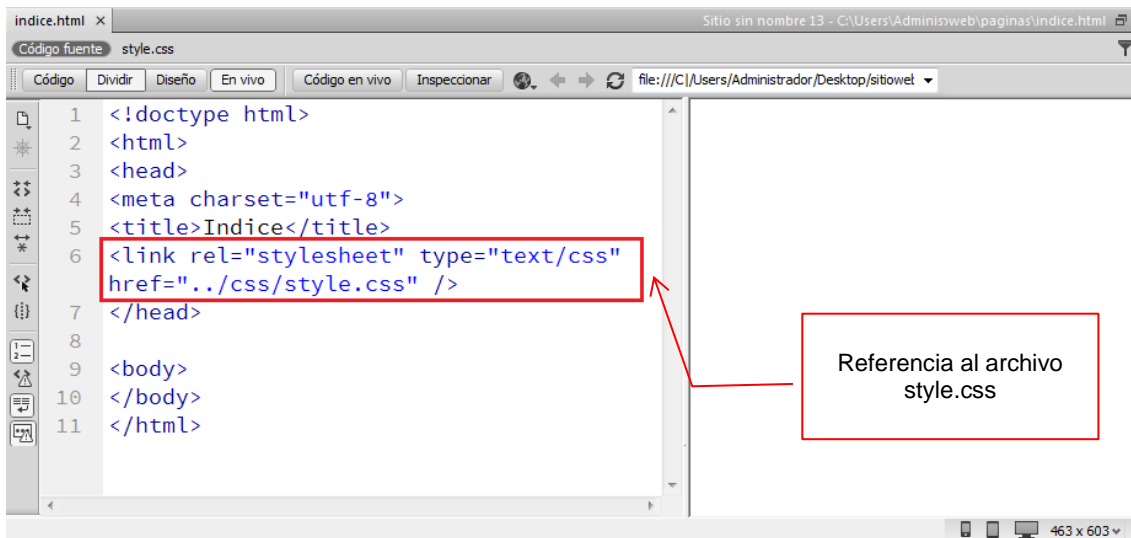 indice.html ×
Sitio sin nombre 13 - C:\Users\Adminis\web\paginas\indice.html
Código fuente style.css
Código Dividir Diseño En vivo Código en vivo Inspeccionar file:///C|/Users/Administrador/Desktop/sitiowet
1 <!doctype html>
2 <html>
3 <head>
4 <meta charset="utf-8">
5 <title>Indice</title>
6 <link rel="stylesheet" type="text/css"
href="../css/style.css" />
7 </head>
8
9 <body>
10 </body>
11 </html>
Referencia al archivo
style.css
463 x 603